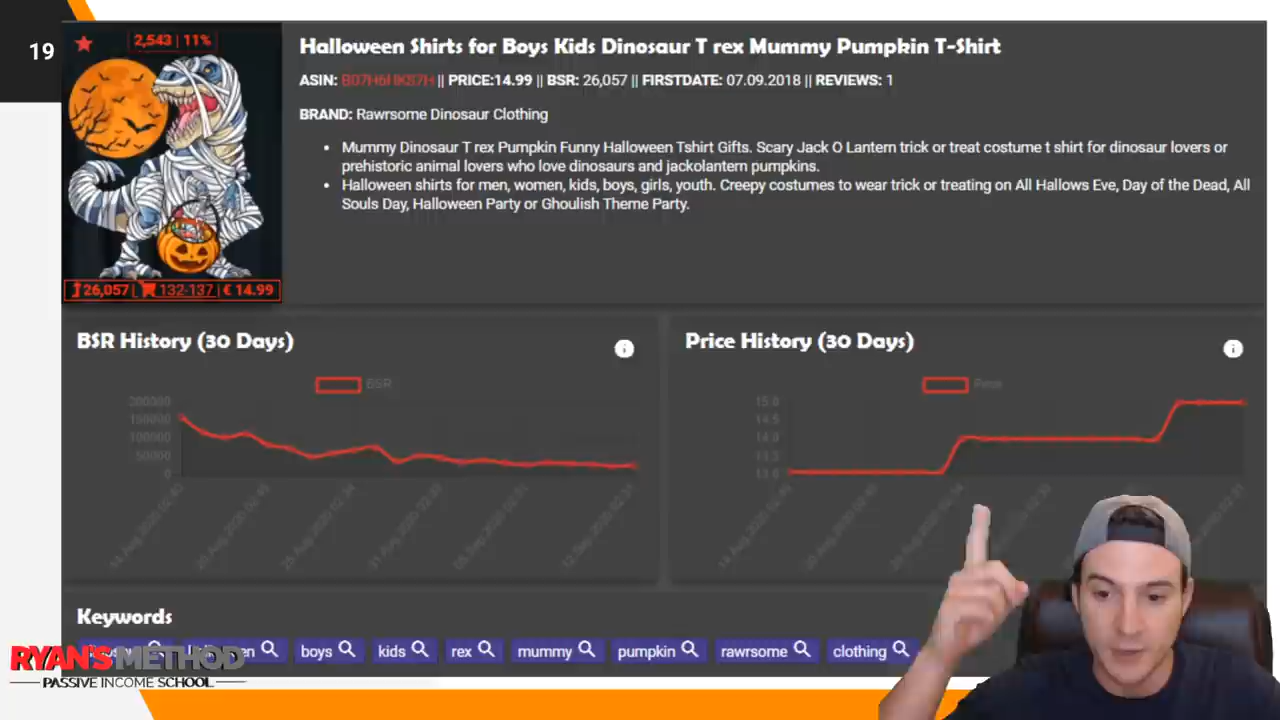 19
2,543 | 11%
Halloween Shirts for Boys Kids Dinosaur T rex Mummy Pumpkin T-Shirt
ASIN: || PRICE:14.99 || BSR: 26,057 || FIRSTDATE: 07.09.2018 || REVIEWS: 1
BRAND: Rawrsome Dinosaur Clothing
Mummy Dinosaur T rex Pumpkin Funny Halloween Tshirt Gifts. Scary Jack O Lantern trick or treat costume t shirt for dinosaur lovers or
prehistoric animal lovers who love dinosaurs and jackolantern pumpkins.
Halloween shirts for men, women, kids, boys, girls, youth. Creepy costumes to wear trick or treating on All Hallows Eve, Day of the Dead, All
Souls Day, Halloween Party or Ghoulish Theme Party.
26,057 | 132-137 | € 14.99
BSR History (30 Days)
Price History (30 Days)
BSR
Price
200000
150000
100000
50000
0
15.0
14.5
14.0
13.5
13.0
Keywords
boys kids rex mummy pumpkin rawrsome clothing
RYAN'S METHOD
PASSIVE INCOME SCHOOL